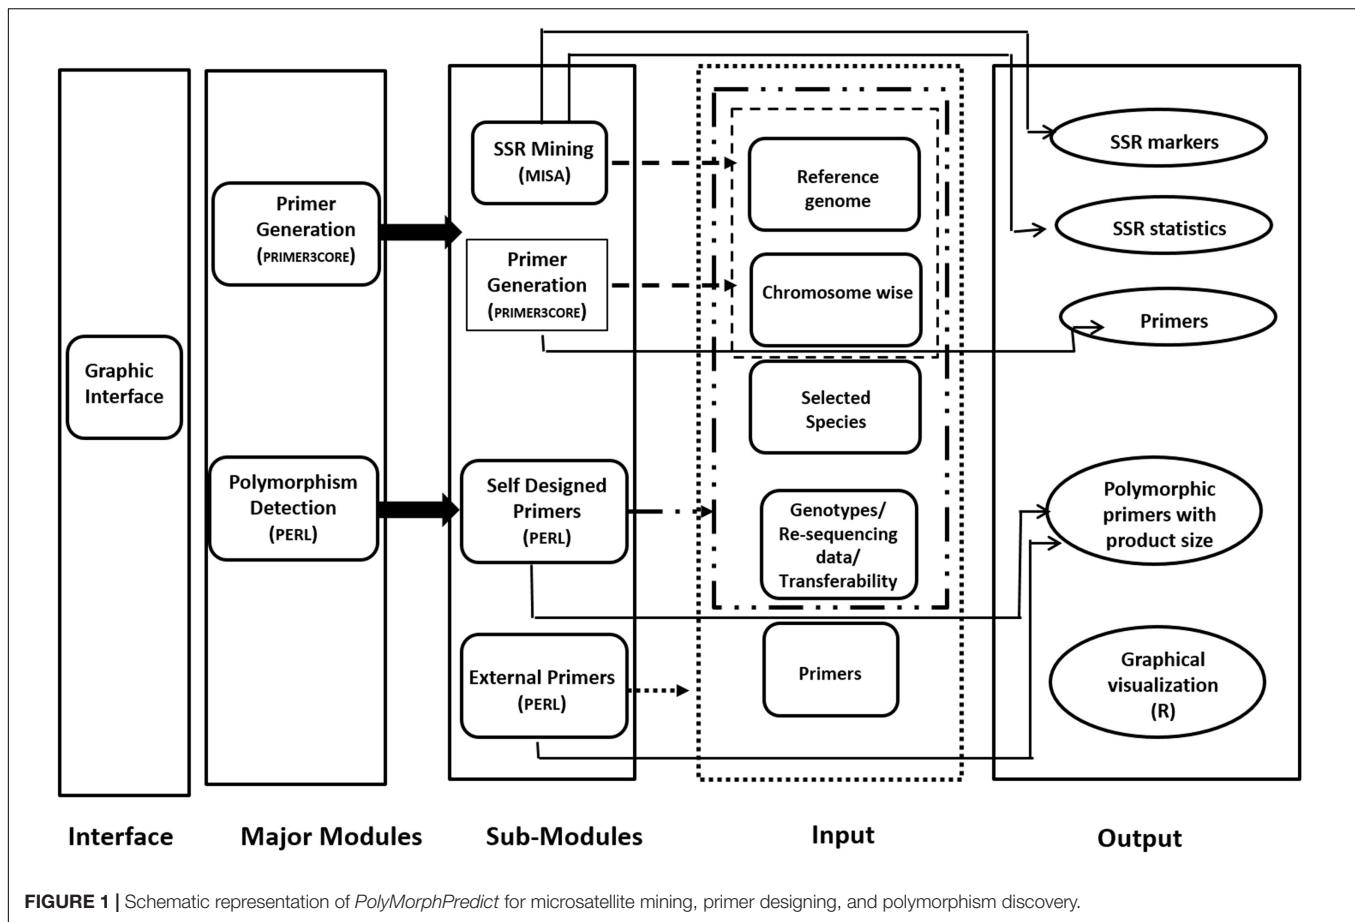 Graphic
Interface
Primer
Generation
(PRIMER3CORE)
Polymorphism
Detection
(PERL)
SSR Mining
(MISA)
Primer
Generation
(PRIMER3CORE)
Self Designed
Primers
(PERL)
External Primers
(PERL)
Reference
genome
Chromosome wise
Selected
Species
Genotypes/
Re-sequencing
data/
Transferability
Primers
SSR markers
SSR statistics
Primers
Polymorphic
primers with
product size
Graphical
visualization
(R)
Interface
Major Modules
Sub-Modules
Input
Output
FIGURE 1 | Schematic representation of PolyMorphPredict for microsatellite mining, primer designing, and polymorphism discovery.